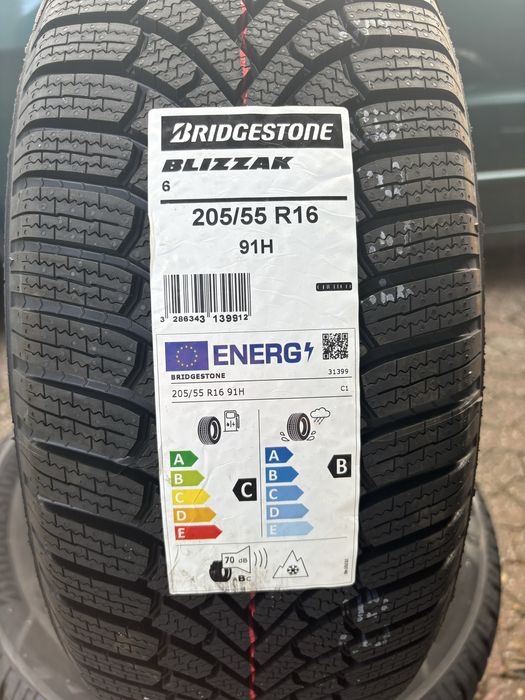 BRIDGESTONE
BLIZZAK
6
205/55 R16
91H
3 286343 139912
ENERG
BRIDGESTONE 31399
205/55 R16 91H C1
A A
B B B
C C C
D D
E E
70 dB
ABC